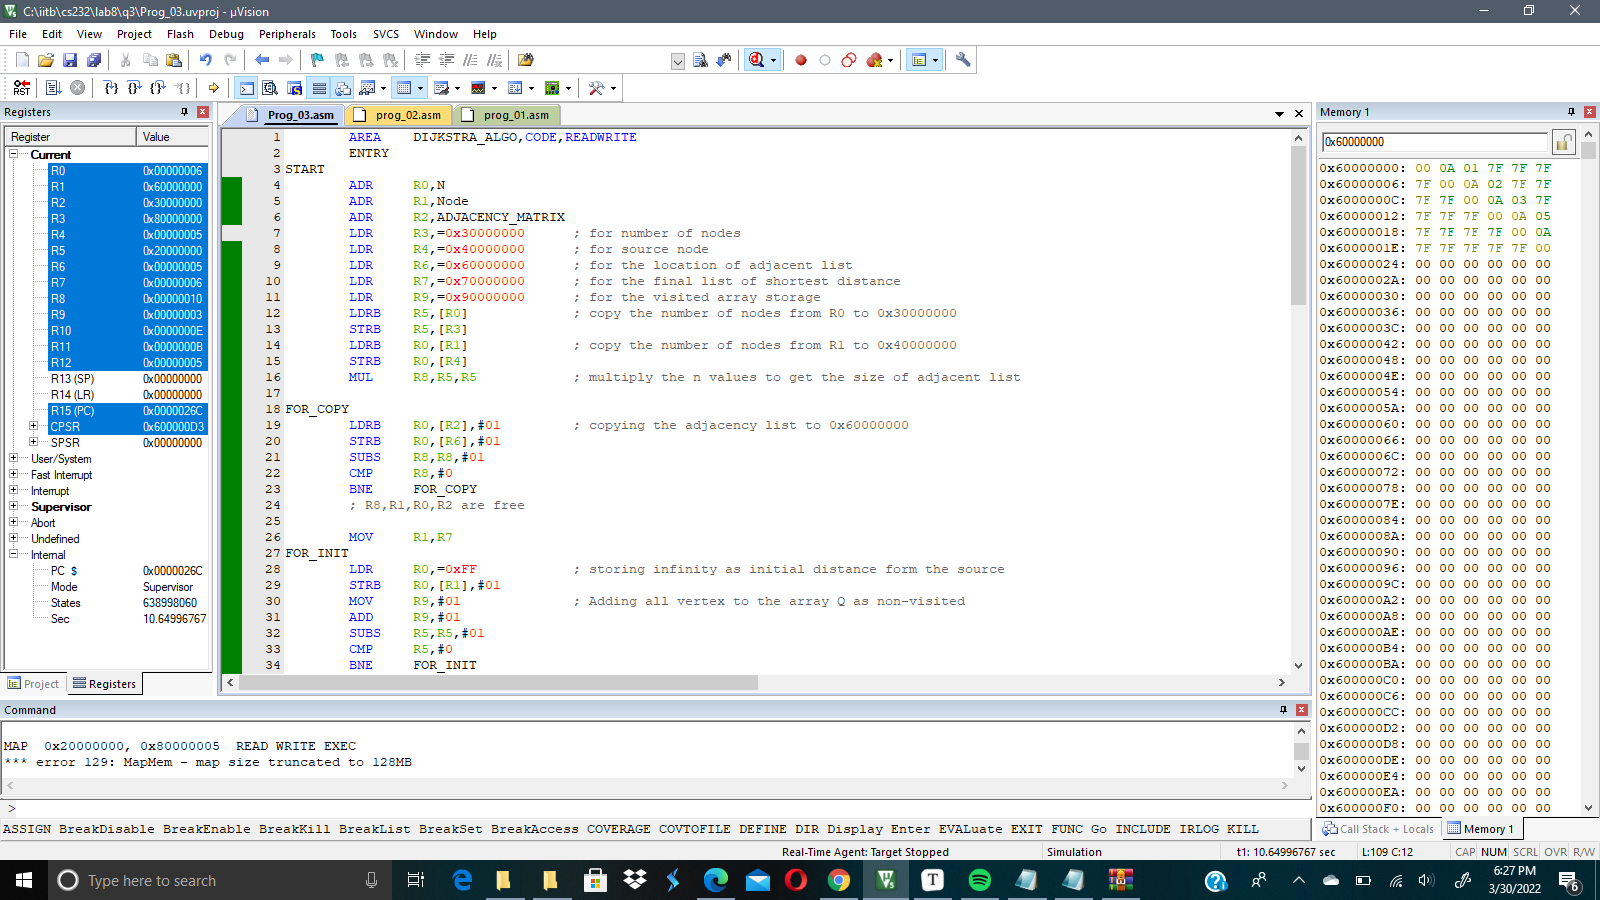 C:\iitb\cs232\lab8\q3\Prog_03.uvproj - µVision
File Edit View Project Flash Debug Peripherals Tools SVCS Window Help
Registers
Register Value
Current
R0 0x00000006
R1 0x60000000
R2 0x30000000
R3 0x80000000
R4 0x00000005
R5 0x20000000
R6 0x00000005
R7 0x00000006
R8 0x00000010
R9 0x00000003
R10 0x0000000E
R11 0x0000000B
R12 0x00000005
R13 (SP) 0x00000000
R14 (LR) 0x00000000
R15 (PC) 0x0000026C
CPSR 0x600000D3
SPSR 0x00000000
User/System
Fast Interrupt
Interrupt
Supervisor
Abort
Undefined
Internal
PC $ 0x0000026C
Mode Supervisor
States 638998060
Sec 10.64996767
Project Registers
Prog_03.asm prog_02.asm prog_01.asm
1 AREA DIJKSTRA_ALGO,CODE,READWRITE
2 ENTRY
3 START
4 ADR R0,N
5 ADR R1,Node
6 ADR R2,ADJACENCY_MATRIX
7 LDR R3,=0x30000000 ; for number of nodes
8 LDR R4,=0x40000000 ; for source node
9 LDR R6,=0x60000000 ; for the location of adjacent list
10 LDR R7,=0x70000000 ; for the final list of shortest distance
11 LDR R9,=0x90000000 ; for the visited array storage
12 LDRB R5,[R0] ; copy the number of nodes from R0 to 0x30000000
13 STRB R5,[R3]
14 LDRB R0,[R1] ; copy the number of nodes from R1 to 0x40000000
15 STRB R0,[R4]
16 MUL R8,R5,R5 ; multiply the n values to get the size of adjacent list
17
18 FOR_COPY
19 LDRB R0,[R2],#01 ; copying the adjacency list to 0x60000000
20 STRB R0,[R6],#01
21 SUBS R8,R8,#01
22 CMP R8,#0
23 BNE FOR_COPY
24 ; R8,R1,R0,R2 are free
25
26 MOV R1,R7
27 FOR_INIT
28 LDR R0,=0xFF ; storing infinity as initial distance form the source
29 STRB R0,[R1],#01
30 MOV R9,#01 ; Adding all vertex to the array Q as non-visited
31 ADD R9,#01
32 SUBS R5,R5,#01
33 CMP R5,#0
34 BNE FOR_INIT
Memory 1
0x60000000
0x60000000: 00 0A 01 7F 7F 7F
0x60000006: 7F 00 0A 02 7F 7F
0x6000000C: 7F 7F 00 0A 03 7F
0x60000012: 7F 7F 7F 00 0A 05
0x60000018: 7F 7F 7F 7F 00 0A
0x6000001E: 7F 7F 7F 7F 7F 00
0x60000024: 00 00 00 00 00 00
0x6000002A: 00 00 00 00 00 00
0x60000030: 00 00 00 00 00 00
0x60000036: 00 00 00 00 00 00
0x6000003C: 00 00 00 00 00 00
0x60000042: 00 00 00 00 00 00
0x60000048: 00 00 00 00 00 00
0x6000004E: 00 00 00 00 00 00
0x60000054: 00 00 00 00 00 00
0x6000005A: 00 00 00 00 00 00
0x60000060: 00 00 00 00 00 00
0x60000066: 00 00 00 00 00 00
0x6000006C: 00 00 00 00 00 00
0x60000072: 00 00 00 00 00 00
0x60000078: 00 00 00 00 00 00
0x6000007E: 00 00 00 00 00 00
0x60000084: 00 00 00 00 00 00
0x6000008A: 00 00 00 00 00 00
0x60000090: 00 00 00 00 00 00
0x60000096: 00 00 00 00 00 00
0x6000009C: 00 00 00 00 00 00
0x600000A2: 00 00 00 00 00 00
0x600000A8: 00 00 00 00 00 00
0x600000AE: 00 00 00 00 00 00
0x600000B4: 00 00 00 00 00 00
0x600000BA: 00 00 00 00 00 00
0x600000C0: 00 00 00 00 00 00
0x600000C6: 00 00 00 00 00 00
0x600000CC: 00 00 00 00 00 00
0x600000D2: 00 00 00 00 00 00
0x600000D8: 00 00 00 00 00 00
0x600000DE: 00 00 00 00 00 00
0x600000E4: 00 00 00 00 00 00
0x600000EA: 00 00 00 00 00 00
0x600000F0: 00 00 00 00 00 00
Call Stack + Locals Memory 1
Command
MAP 0x20000000, 0x80000005 READ WRITE EXEC
*** error 129: MapMem - map size truncated to 128MB
>
ASSIGN BreakDisable BreakEnable BreakKill BreakList BreakSet BreakAccess COVERAGE COVTOFILE DEFINE DIR Display Enter EVALuate EXIT FUNC Go INCLUDE IRLOG KILL
Real-Time Agent: Target Stopped Simulation t1: 10.64996767 sec L:109 C:12 CAP NUM SCRL OVR R/W
Type here to search
6:27 PM
3/30/2022
6